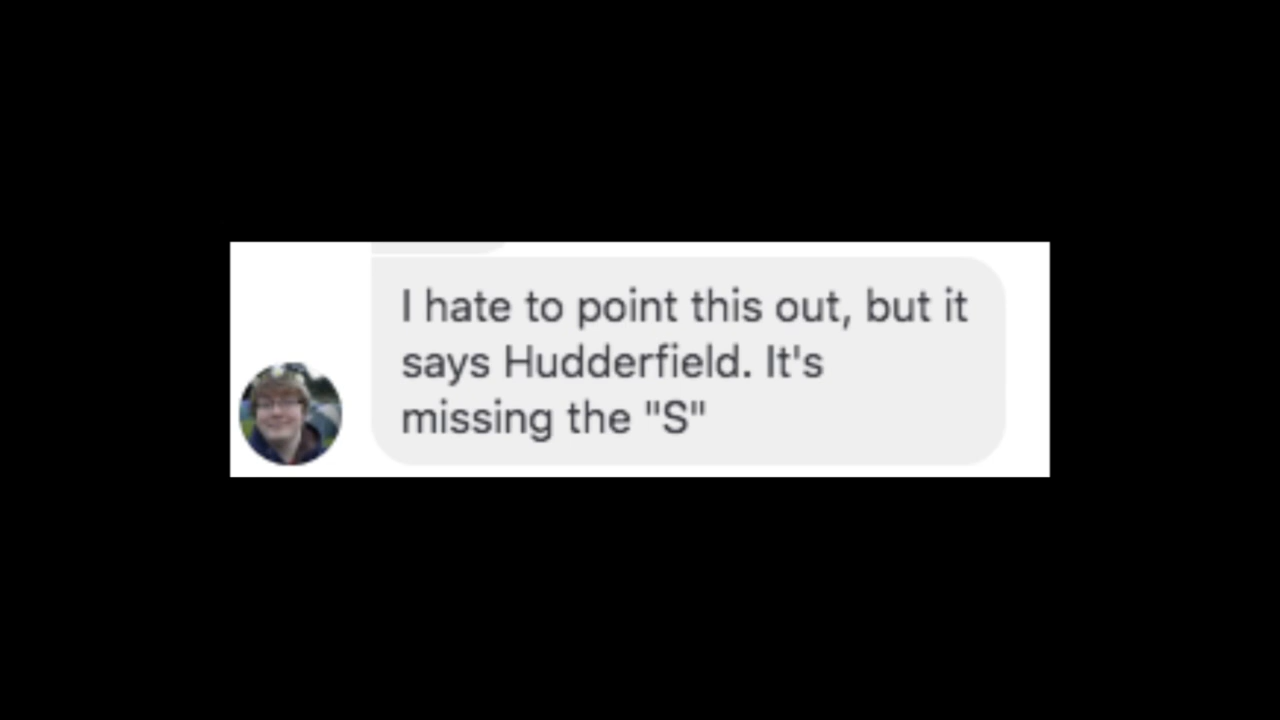 I hate to point this out, but it
says Hudderfield. It's
missing the "S"